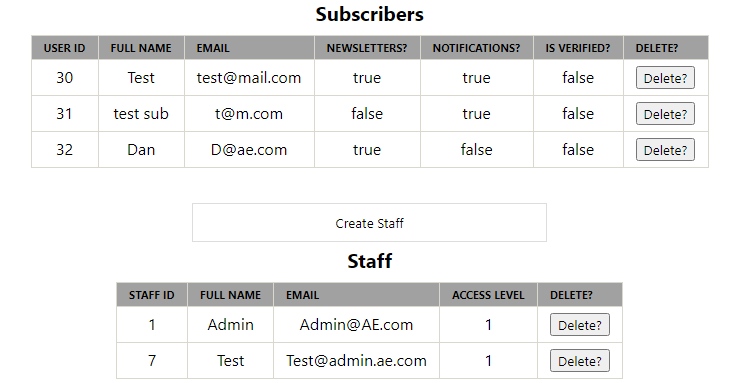 Subscribers
USER ID FULL NAME EMAIL NEWSLETTERS? NOTIFICATIONS? IS VERIFIED? DELETE?
30 Test test@mail.com true true false Delete?
31 test sub t@m.com false true false Delete?
32 Dan D@ae.com true false false Delete?
Create Staff
Staff
STAFF ID FULL NAME EMAIL ACCESS LEVEL DELETE?
1 Admin Admin@AE.com 1 Delete?
7 Test Test@admin.ae.com 1 Delete?